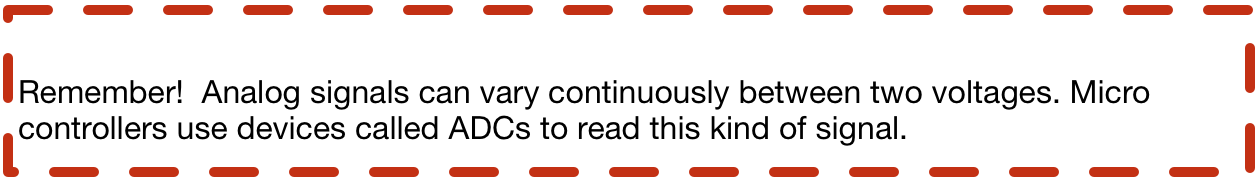 Remember!  Analog signals can vary continuously between two voltages. Micro
controllers use devices called ADCs to read this kind of signal.